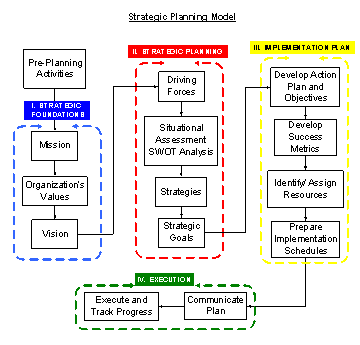 Strategic Planning Model
Pre-Planning
Activities
I. STRATEGIC
FOUNDATIONS
Mission
Organization's
Values
Vision
II. STRATEGIC PLANNING
Driving
Forces
Situational
Assessment
SWOT Analysis
Strategies
Strategic
Goals
III. IMPLEMENTATION PLAN
Develop Action
Plan and
Objectives
Develop
Success
Metrics
Identify/ Assign
Resources
Prepare
Implementation
Schedules
IV. EXECUTION
Execute and
Track Progress
Communicate
Plan